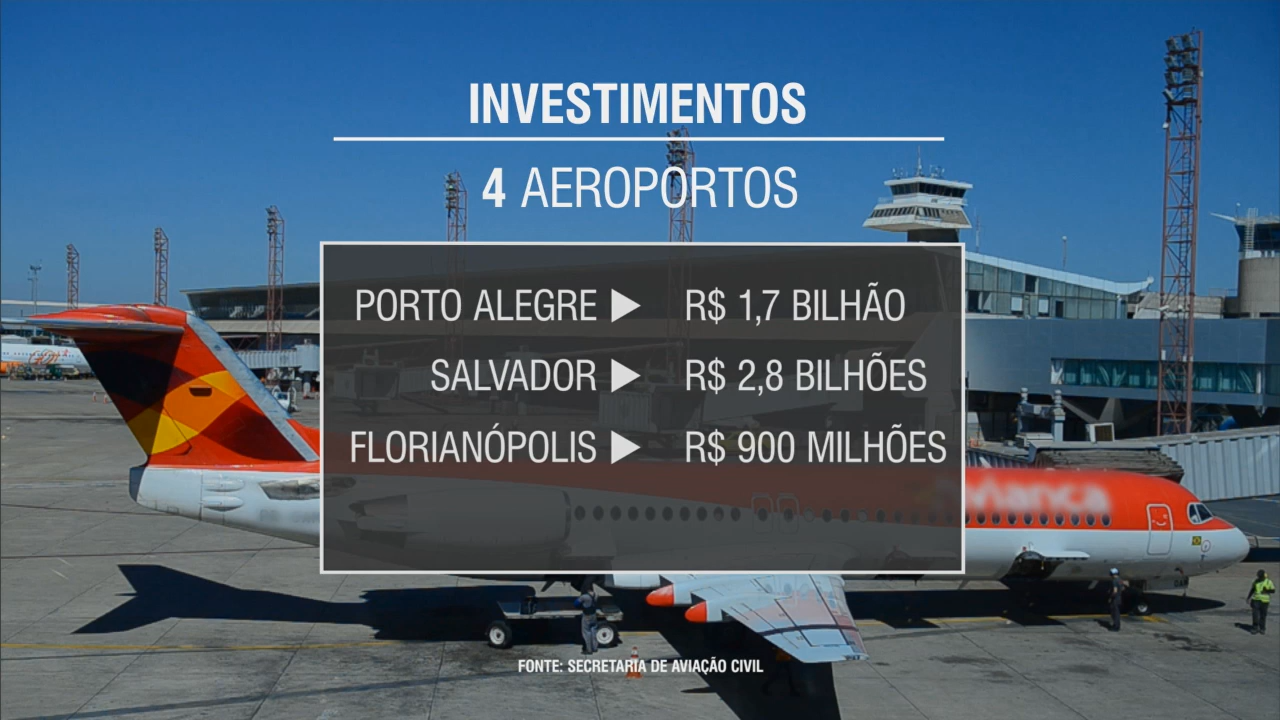 INVESTIMENTOS
4 AEROPORTOS
PORTO ALEGRE ▶ R$ 1,7 BILHÃO
SALVADOR ▶ R$ 2,8 BILHÕES
FLORIANÓPOLIS ▶ R$ 900 MILHÕES
FONTE: SECRETARIA DE AVIAÇÃO CIVIL